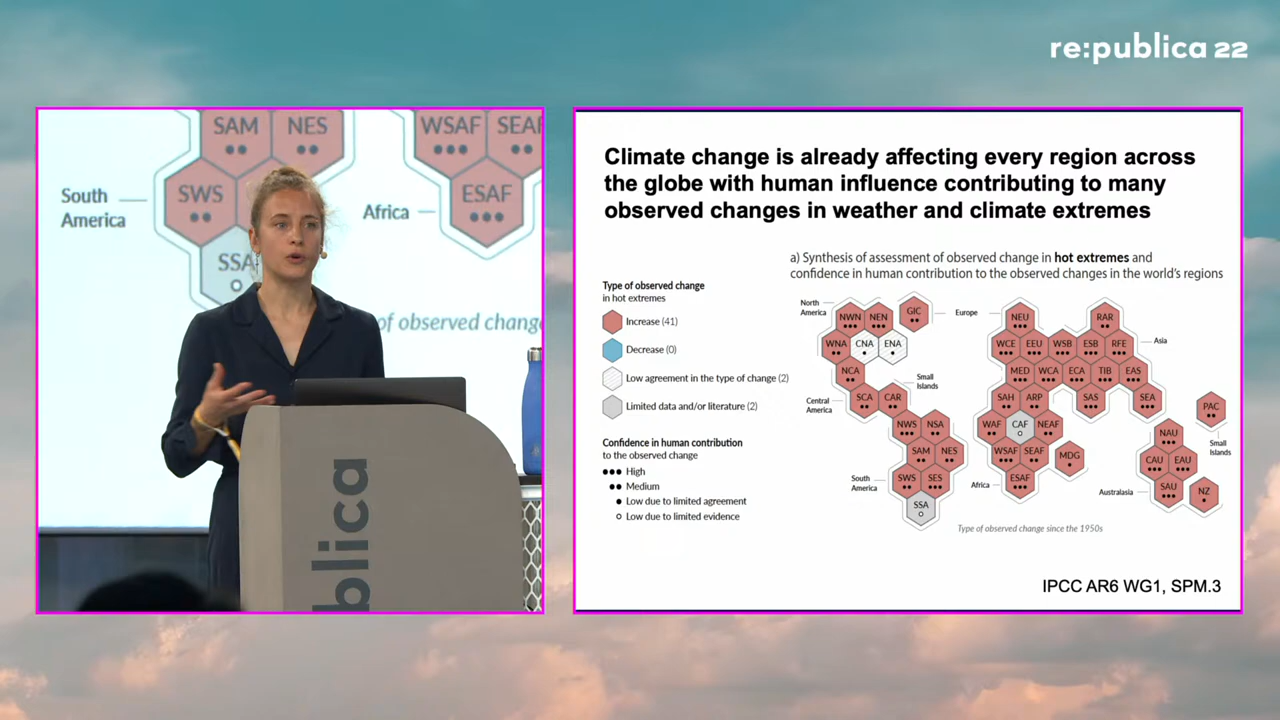 re:publica 22
SAM
NES
WSAF
SWS
ESAF
South
America
Africa
SSA
of observed change
blica
Climate change is already affecting every region across
the globe with human influence contributing to many
observed changes in weather and climate extremes
a) Synthesis of assessment of observed change in hot extremes and
confidence in human contribution to the observed changes in the world's regions
Type of observed change
in hot extremes
Increase (41)
Decrease (0)
Low agreement in the type of change (2)
Limited data and/or literature (2)
Confidence in human contribution
to the observed change
High
Medium
Low due to limited agreement
Low due to limited evidence
North
America
NWN NEN GIC
WNA CNA ENA
NCA
Small
Islands
Central
America
SCA CAR
NWS NSA
SAM NES
South
America
SWS SES
SSA
Europe
NEU RAR
WCE EEU WSB ESB RFE
Asia
MED WCA ECA TIB EAS
SAH ARP SAS SEA
WAF CAF NEAF
WSAF SEAF MDG
Africa
ESAF
PAC
Small
Islands
NAU
CAU EAU
Australasia
SAU NZ
Type of observed change since the 1950s
IPCC AR6 WG1, SPM.3